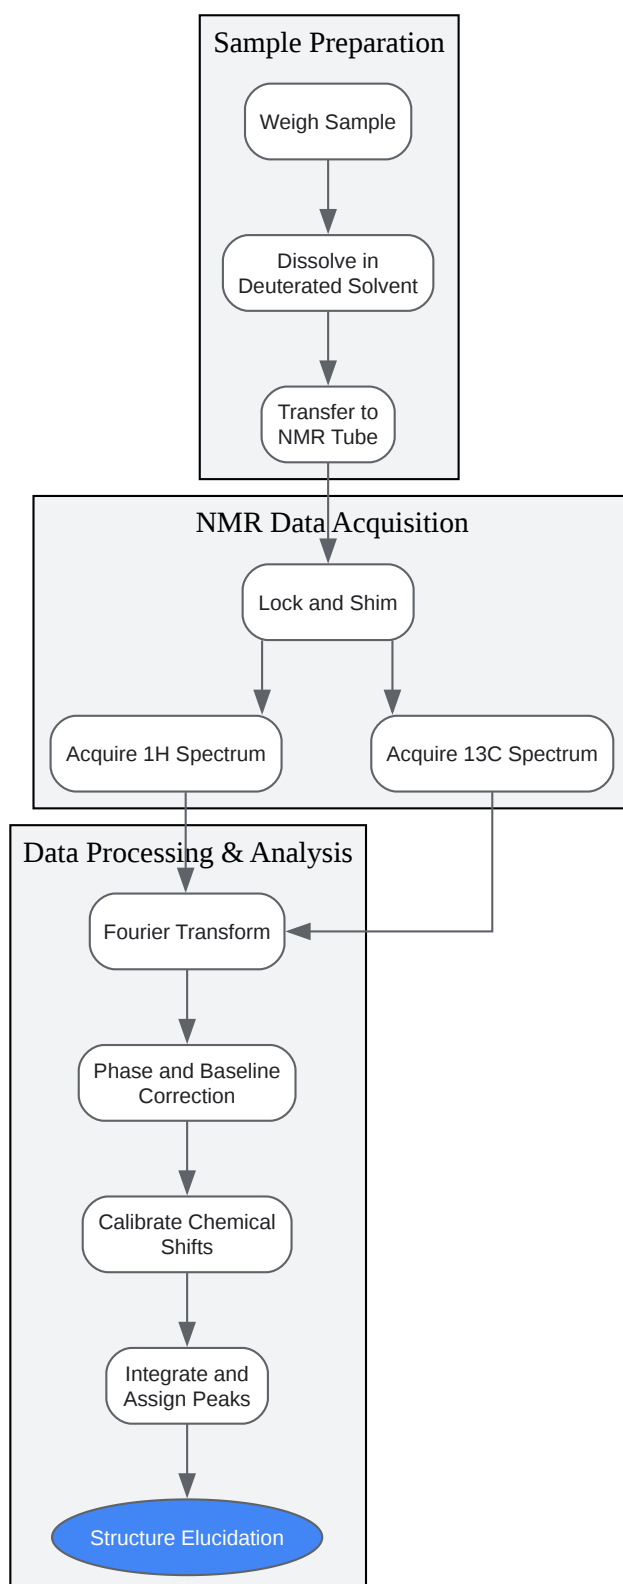 Sample Preparation
Weigh Sample
Dissolve in
Deuterated Solvent
Transfer to
NMR Tube
NMR Data Acquisition
Lock and Shim
Acquire 1H Spectrum
Acquire 13C Spectrum
Data Processing & Analysis
Fourier Transform
Phase and Baseline
Correction
Calibrate Chemical
Shifts
Integrate and
Assign Peaks
Structure Elucidation